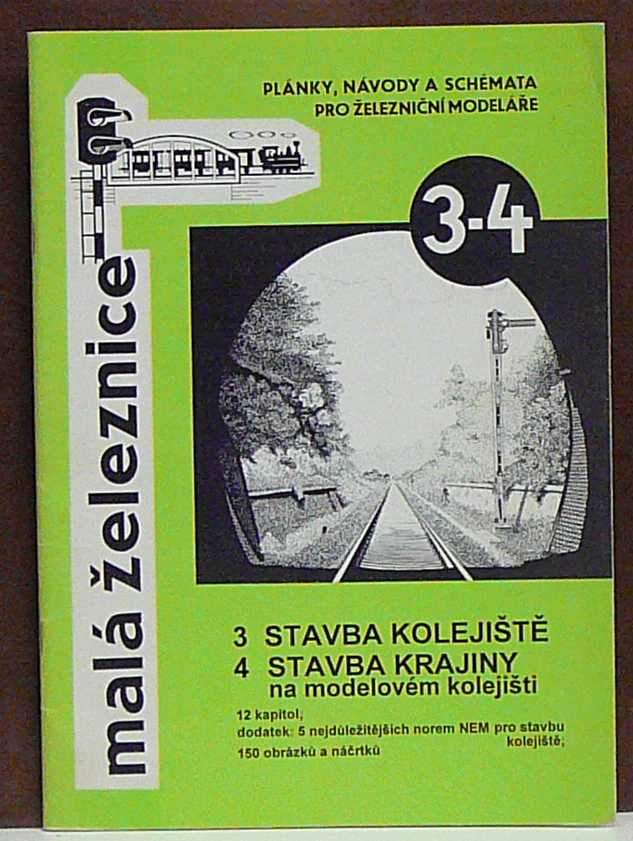 PLÁNKY, NÁVODY A SCHÉMATA
PRO ŽELEZNIČNÍ MODELÁŘE
3-4
malá železnice
3 STAVBA KOLEJIŠTĚ
4 STAVBA KRAJINY
na modelovém kolejišti
12 kapitol;
dodatek: 5 nejdůležitějších norem NEM pro stavbu
kolejiště;
150 obrázků a náčrtků